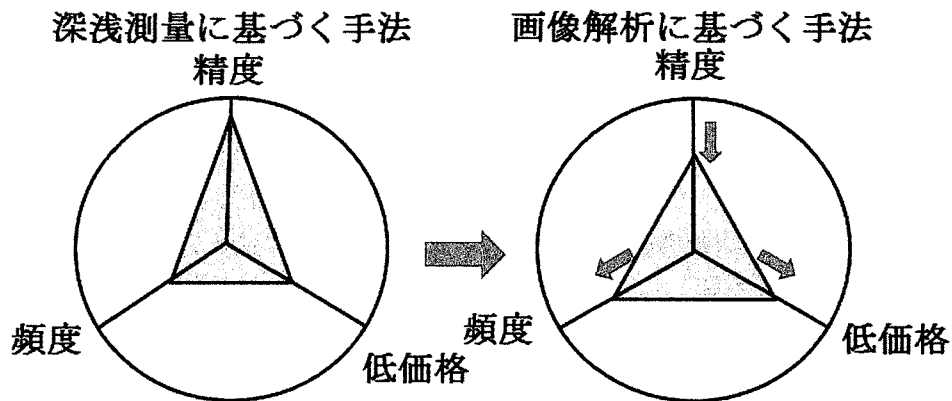 深浅測量に基づく手法
精度
頻度
低価格
画像解析に基づく手法
精度
頻度
低価格